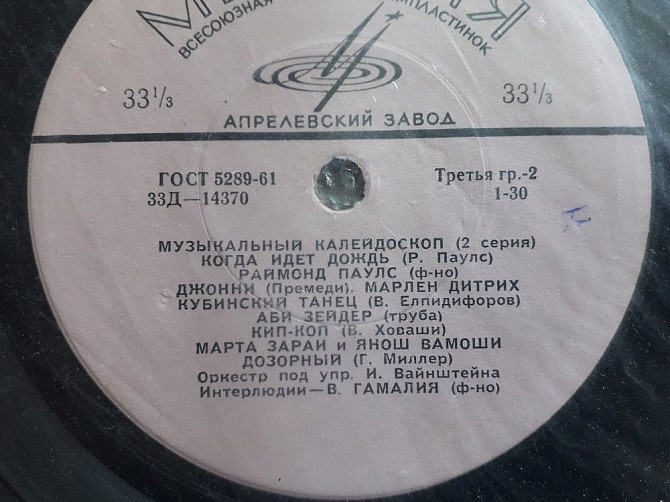 ВСЕСОЮЗНАЯ
33⅓
33⅓
АПРЕЛЕВСКИЙ ЗАВОД
ГОСТ 5289-61
Третья гр.-2
33Д—14370
1-30
МУЗЫКАЛЬНЫЙ КАЛЕЙДОСКОП (2 серия)
КОГДА ИДЕТ ДОЖДЬ (Р. Паулс)
РАЙМОНД ПАУЛС (ф-но)
ДЖОННИ (Премеди). МАРЛЕН ДИТРИХ
КУБИНСКИЙ ТАНЕЦ (В. Елпидифоров)
АБИ ЗЕЙДЕР (труба)
КИП-КОП (В. Ховаши)
МАРТА ЗАРАИ и ЯНОШ ВАМОШИ
ДОЗОРНЫЙ (Г. Миллер)
Оркестр под упр. И. Вайнштейна
Интерлюдии—В. ГАМАЛИЯ (ф-но)